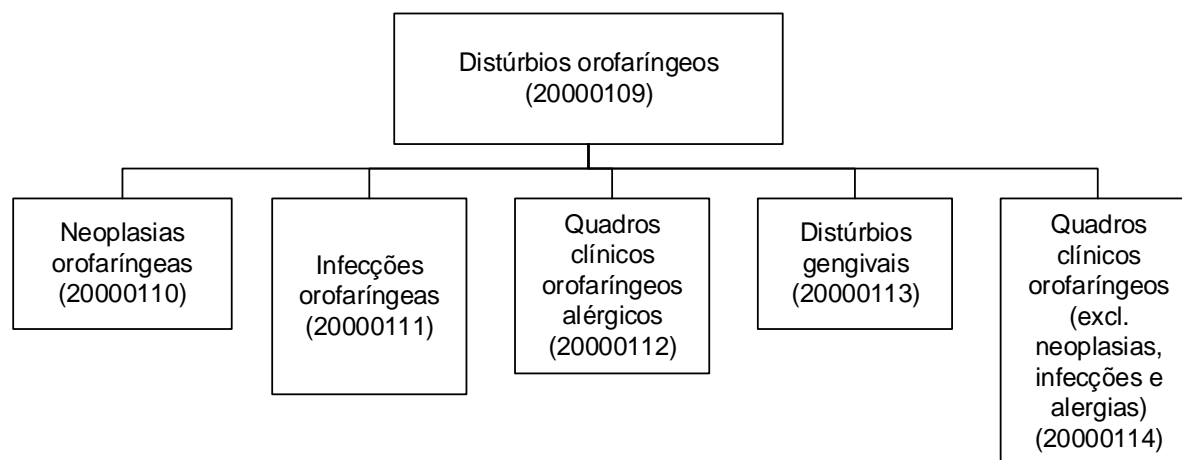 Distúrbios orofaríngeos
(20000109)
Neoplasias
orofaríngeas
(20000110)
Infecções
orofaríngeas
(20000111)
Quadros
clínicos
orofaríngeos
alérgicos
(20000112)
Distúrbios
gengivais
(20000113)
Quadros
clínicos
orofaríngeos
(excl.
neoplasias,
infecções e
alergias)
(20000114)